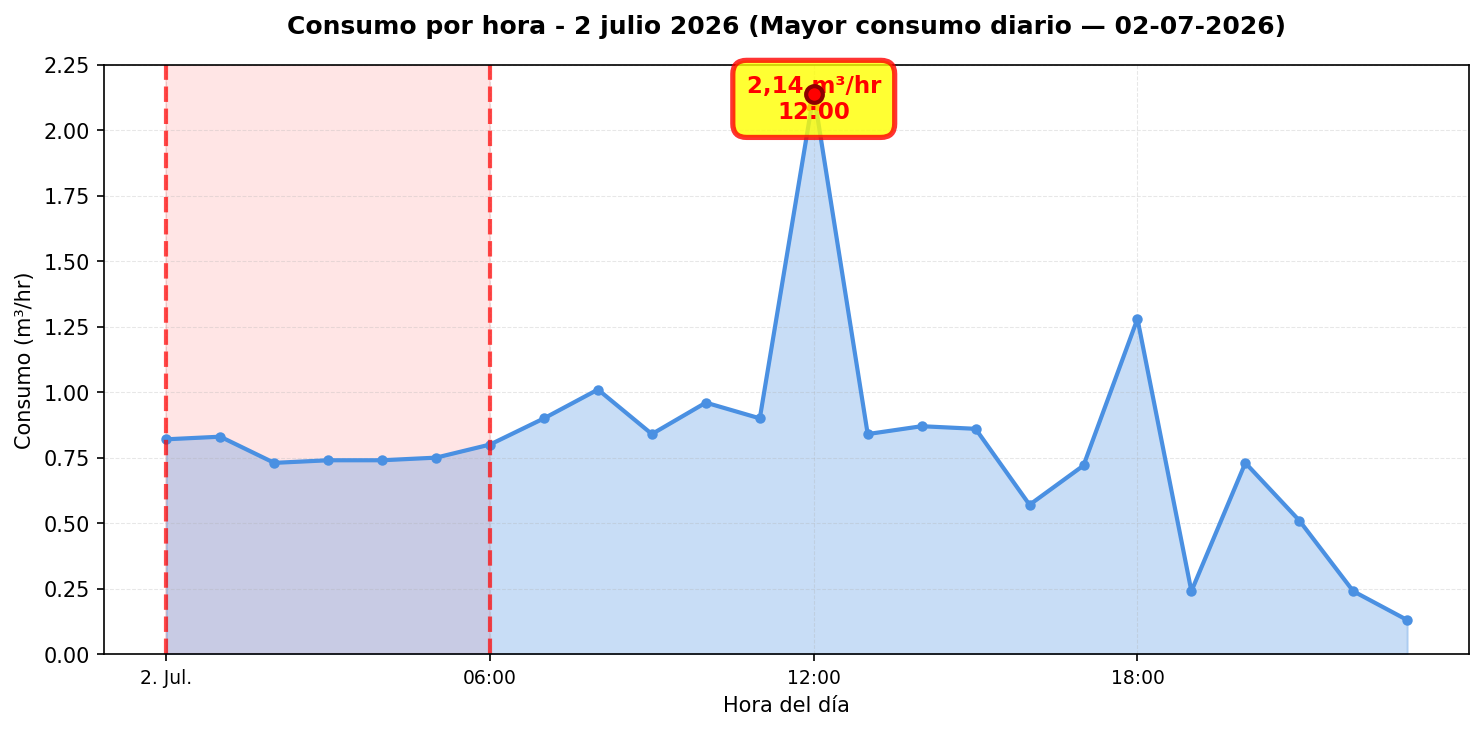 Consumo por hora - 2 julio 2026 (Mayor consumo diario — 02-07-2026)
Consumo (m³/hr)
2.25
2.00
1.75
1.50
1.25
1.00
0.75
0.50
0.25
0.00
2,14 m³/hr
12:00
2. Jul.
06:00
12:00
18:00
Hora del día